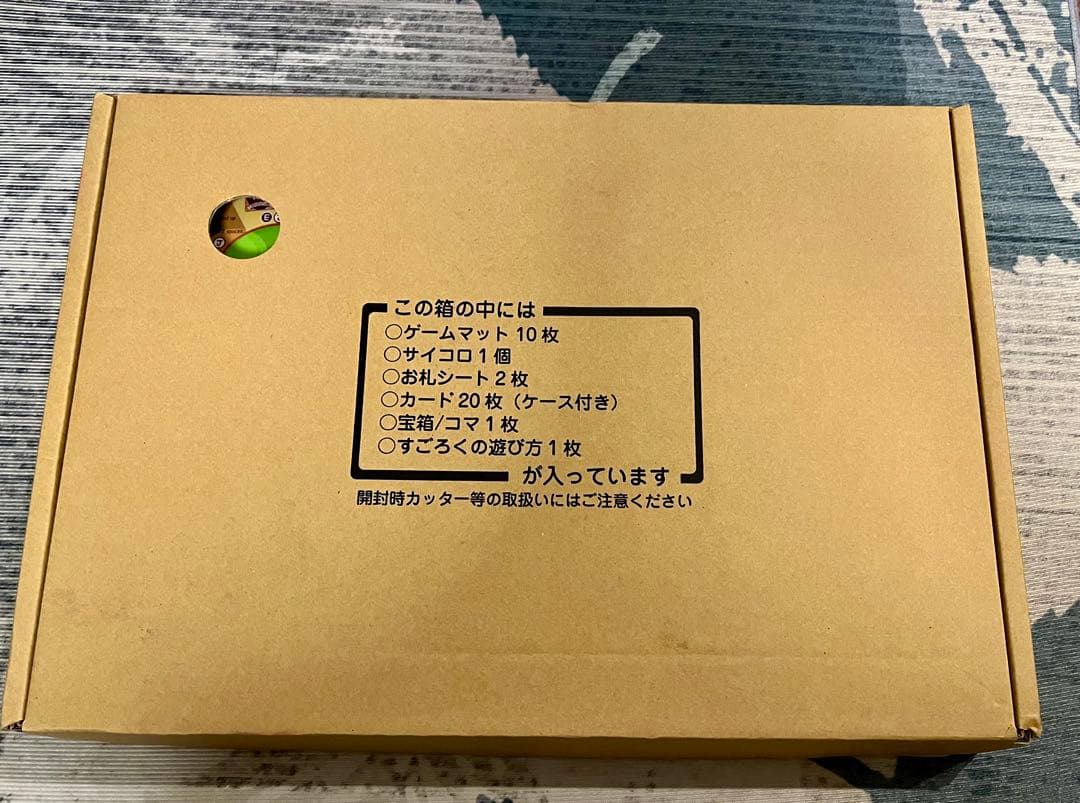 この箱の中には
○ゲームマット 10 枚
○サイコロ 1 個
○お札シート 2 枚
○カード 20 枚（ケース付き）
○宝箱/コマ 1 枚
○すごろくの遊び方 1 枚
が入っています
開封時カッター等の取扱いにはご注意ください